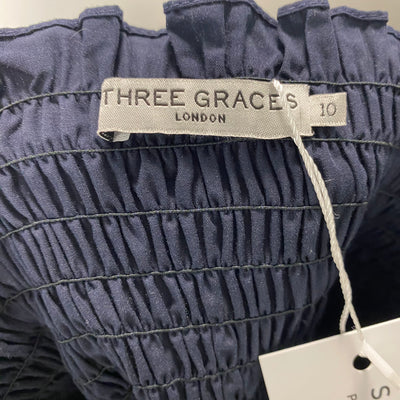 THREE GRACES
LONDON
10
S